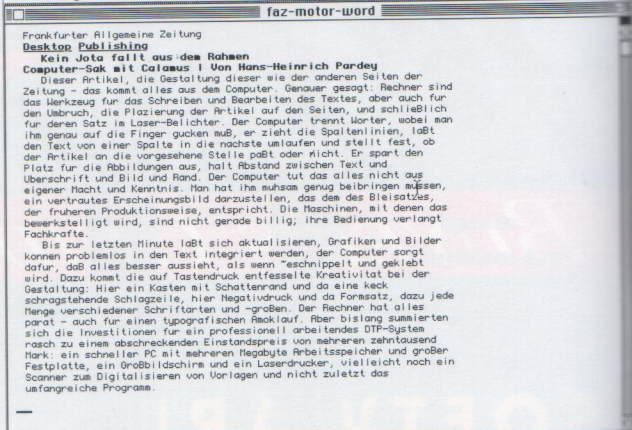 faz-motor-word
Frankfurter Allgemeine Zeitung
Desktop Publishing
Kein Jota fallt aus dem Rahmen
Computer-Sak mit Calamus | Von Hans-Heinrich Pardey
Dieser Artikel, die Gestaltung dieser wie der anderen Seiten der
Zeitung - das kommt alles aus dem Computer. Genauer gesagt: Rechner sind
das Werkzeug fur das Schreiben und Bearbeiten des Textes, aber auch fur
den Umbruch, die Plazierung der Artikel auf den Seiten, und schlieBlich
fur deren Satz im Laser-Belichter. Der Computer trennt Worter, wobei man
ihm genau auf die Finger gucken muB, er zieht die Spaltenlinien, laBt
den Text von einer Spalte in die nachste umlaufen und stellt fest, ob
der Artikel an die vorgesehene Stelle paBt oder nicht. Er spart den
Platz fur die Abbildungen aus, halt Abstand zwischen Text und
Uberschrift und Bild und Rand. Der Computer tut das alles nicht aus
eigener Macht und Kenntnis. Man hat ihm muhsam genug beibringen mussen,
ein vertrautes Erscheinungsbild darzustellen, das dem des Bleisatzes,
der fruheren Produktionsweise, entspricht. Die Maschinen, mit denen das
bewerkstelligt wird, sind nicht gerade billig; ihre Bedienung verlangt
Fachkrafte.
Bis zur letzten Minute laBt sich aktualisieren, Grafiken und Bilder
konnen problemlos in den Text integriert werden, der Computer sorgt
dafur, daB alles besser aussieht, als wenn ~eschnippelt und geklebt
wird. Dazu kommt die auf Tastendruck entfesselte Kreativitat bei der
Gestaltung: Hier ein Kasten mit Schattenrand und da eine keck
schragstehende Schlagzeile, hier Negativdruck und da Formsatz, dazu jede
Menge verschiedener Schriftarten und -groBen. Der Rechner hat alles
parat - auch fur einen typografischen Amoklauf. Aber bislang summierten
sich die Investitionen fur ein professionell arbeitendes DTP-System
rasch zu einem abschreckenden Einstandspreis von mehreren zehntausend
Mark: ein schneller PC mit mehreren Megabyte Arbeitsspeicher und groBer
Festplatte, ein GroBbildschirm und ein Laserdrucker, vielleicht noch ein
Scanner zum Digitalisieren von Vorlagen und nicht zuletzt das
umfangreiche Programm.